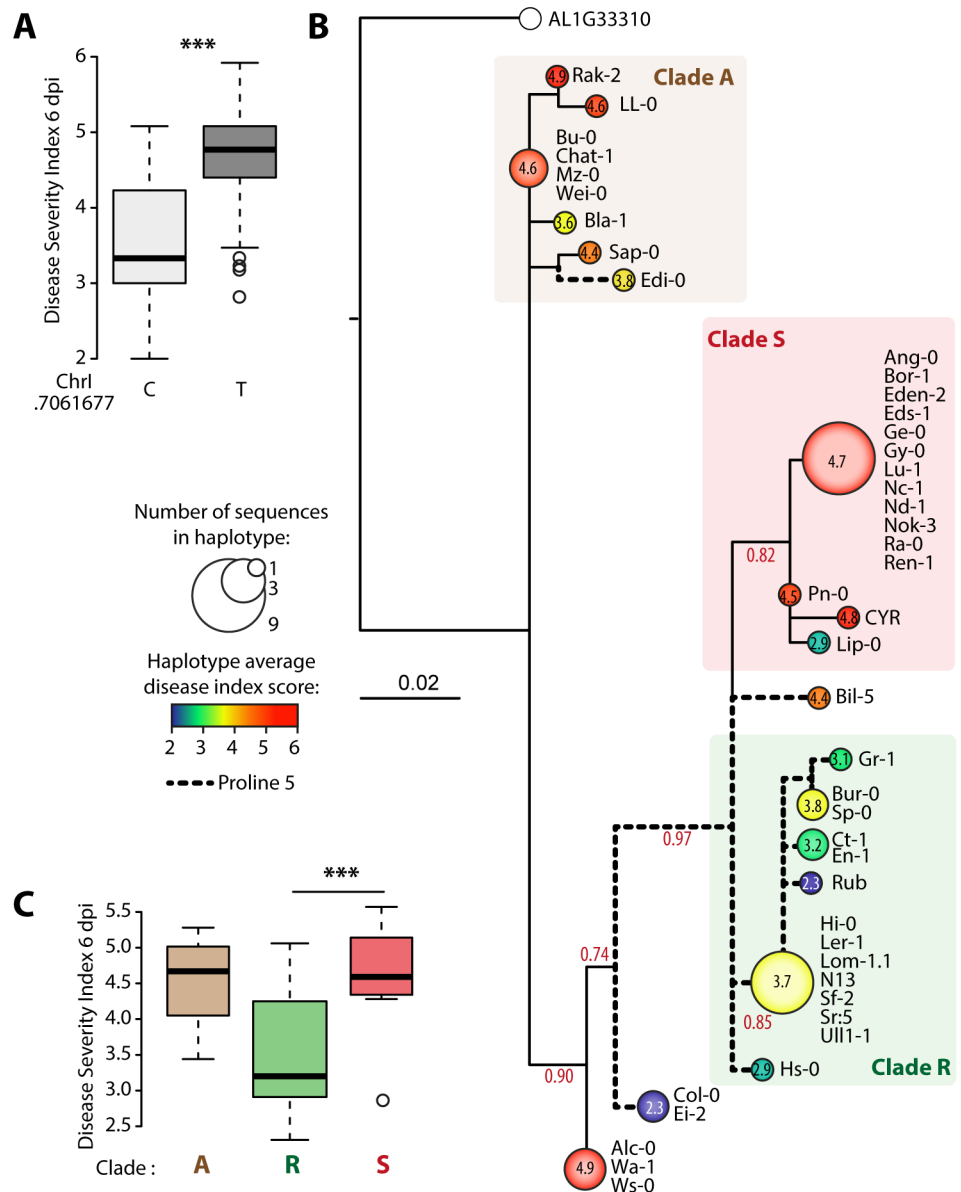 A
***
Disease Severity Index 6 dpi
6
5
4
3
2
ChrI
.7061677
C
T
B
AL1G33310
Clade A
4.9
Rak-2
4.6
LL-0
4.6
Bu-0
Chat-1
Mz-0
Wei-0
3.6
Bla-1
4.4
Sap-0
3.8
Edi-0
Clade S
4.7
Ang-0
Bor-1
Eden-2
Eds-1
Ge-0
Gy-0
Lu-1
Nc-1
Nd-1
Nok-3
Ra-0
Ren-1
0.82
4.5
Pn-0
4.8
CYR
2.9
Lip-0
4.4
Bil-5
Number of sequences
in haplotype:
1
3
9
Haplotype average
disease index score:
2 3 4 5 6
Proline 5
0.02
3.1
Gr-1
3.8
Bur-0
Sp-0
3.2
Ct-1
En-1
2.3
Rub
3.7
Hi-0
Ler-1
Lom-1.1
N13
Sf-2
Sr:5
Ull1-1
0.85
2.9
Hs-0
Clade R
0.97
0.74
0.90
2.3
Col-0
Ei-2
4.9
Alc-0
Wa-1
Ws-0
C
***
Disease Severity Index 6 dpi
5.5
5.0
4.5
4.0
3.5
3.0
2.5
Clade :
A
R
S